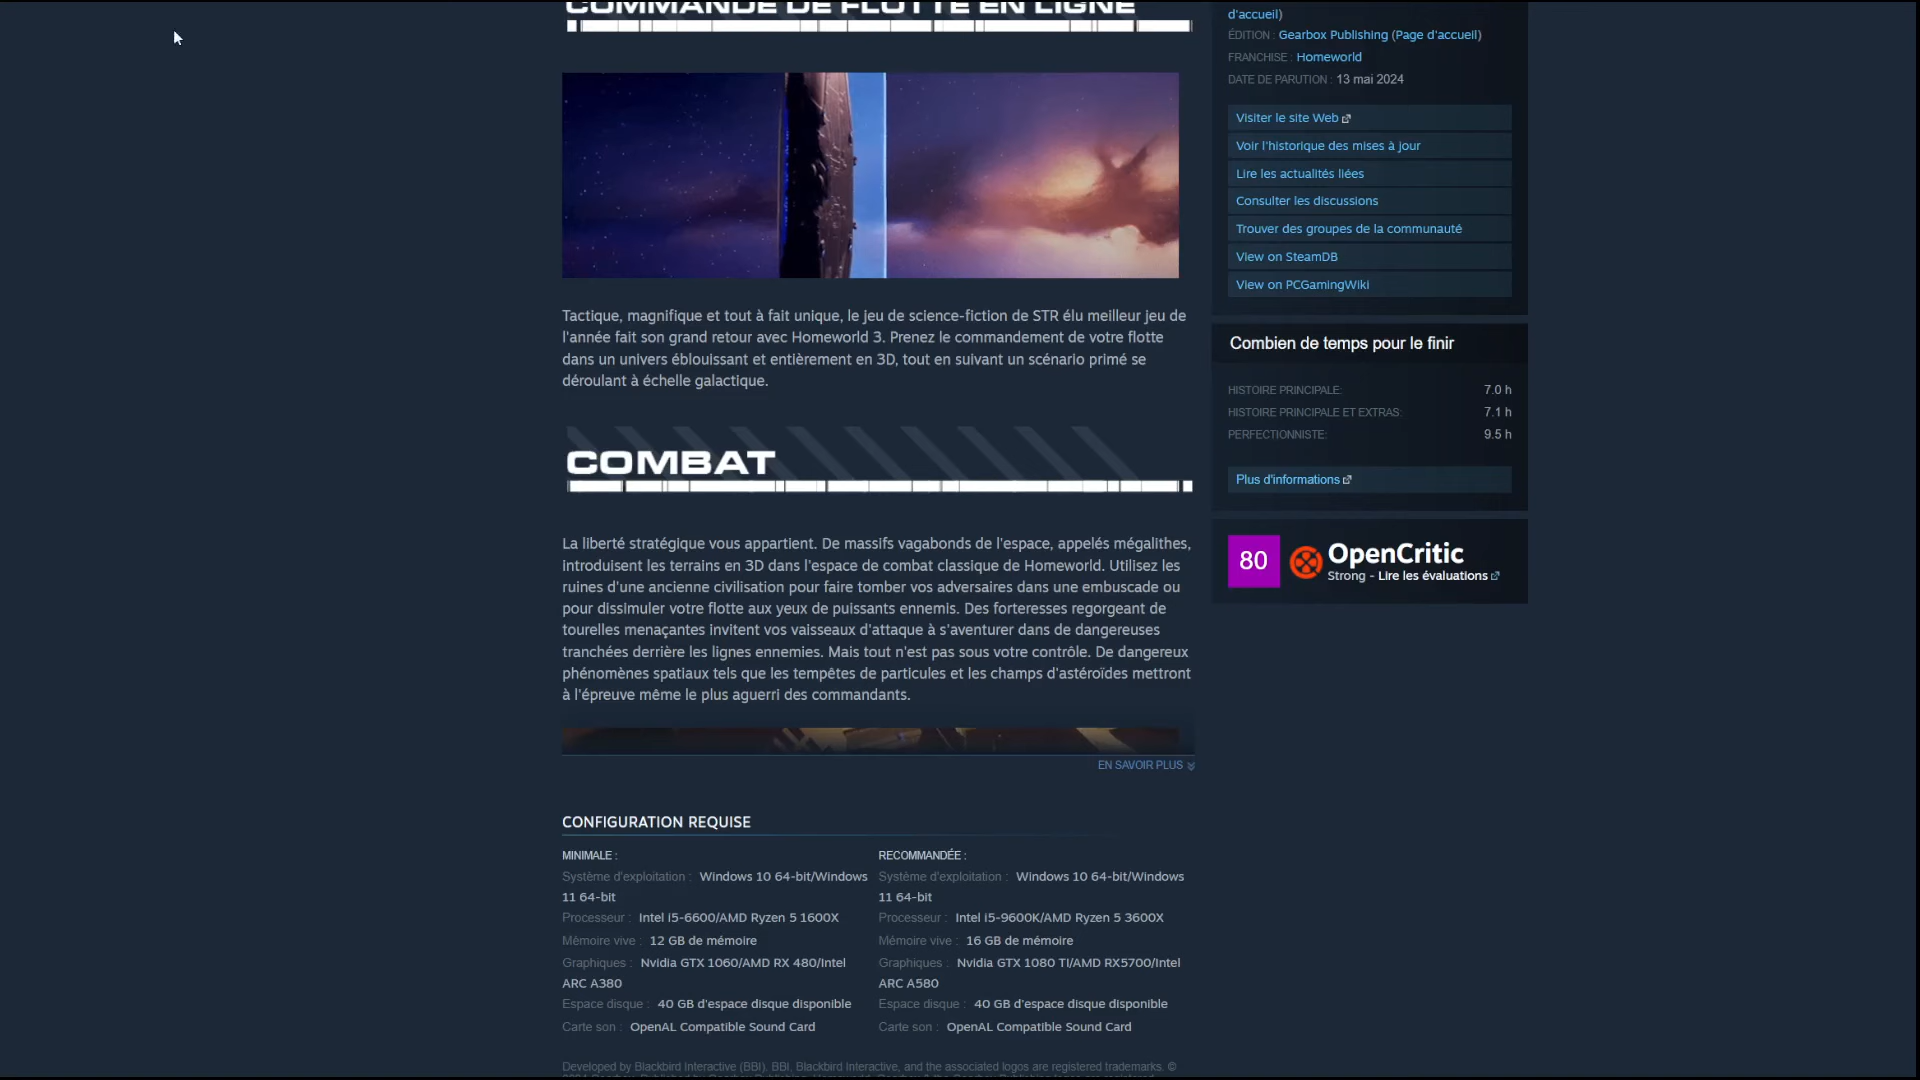 COMMANDE DE FLOTTE EN LIGNE
Tactique, magnifique et tout à fait unique, le jeu de science-fiction de STR élu meilleur jeu de
l'année fait son grand retour avec Homeworld 3. Prenez le commandement de votre flotte
dans un univers éblouissant et entièrement en 3D, tout en suivant un scénario primé se
déroulant à échelle galactique.
COMBAT
La liberté stratégique vous appartient. De massifs vagabonds de l'espace, appelés mégalithes,
introduisent les terrains en 3D dans l'espace de combat classique de Homeworld. Utilisez les
ruines d'une ancienne civilisation pour faire tomber vos adversaires dans une embuscade ou
pour dissimuler votre flotte aux yeux de puissants ennemis. Des forteresses regorgeant de
tourelles menaçantes invitent vos vaisseaux d'attaque à s'aventurer dans de dangereuses
tranchées derrière les lignes ennemies. Mais tout n'est pas sous votre contrôle. De dangereux
phénomènes spatiaux tels que les tempêtes de particules et les champs d'astéroïdes mettront
à l'épreuve même le plus aguerri des commandants.
EN SAVOIR PLUS
CONFIGURATION REQUISE
MINIMALE :
Système d'exploitation : Windows 10 64-bit/Windows
11 64-bit
Processeur : Intel i5-6600/AMD Ryzen 5 1600X
Mémoire vive : 12 GB de mémoire
Graphiques : Nvidia GTX 1060/AMD RX 480/Intel
ARC A380
Espace disque : 40 GB d'espace disque disponible
Carte son : OpenAL Compatible Sound Card
RECOMMANDÉE :
Système d'exploitation : Windows 10 64-bit/Windows
11 64-bit
Processeur : Intel i5-9600K/AMD Ryzen 5 3600X
Mémoire vive : 16 GB de mémoire
Graphiques : Nvidia GTX 1080 TI/AMD RX5700/Intel
ARC A580
Espace disque : 40 GB d'espace disque disponible
Carte son : OpenAL Compatible Sound Card
Developed by Blackbird Interactive (BBI). BBI, Blackbird Interactive, and the associated logos are registered trademarks. ©
d'accueil)
ÉDITION : Gearbox Publishing (Page d'accueil)
FRANCHISE : Homeworld
DATE DE PARUTION : 13 mai 2024
Visiter le site Web
Voir l'historique des mises à jour
Lire les actualités liées
Consulter les discussions
Trouver des groupes de la communauté
View on SteamDB
View on PCGamingWiki
Combien de temps pour le finir
HISTOIRE PRINCIPALE: 7.0 h
HISTOIRE PRINCIPALE ET EXTRAS: 7.1 h
PERFECTIONNISTE: 9.5 h
Plus d'informations
80 OpenCritic
Strong - Lire les évaluations